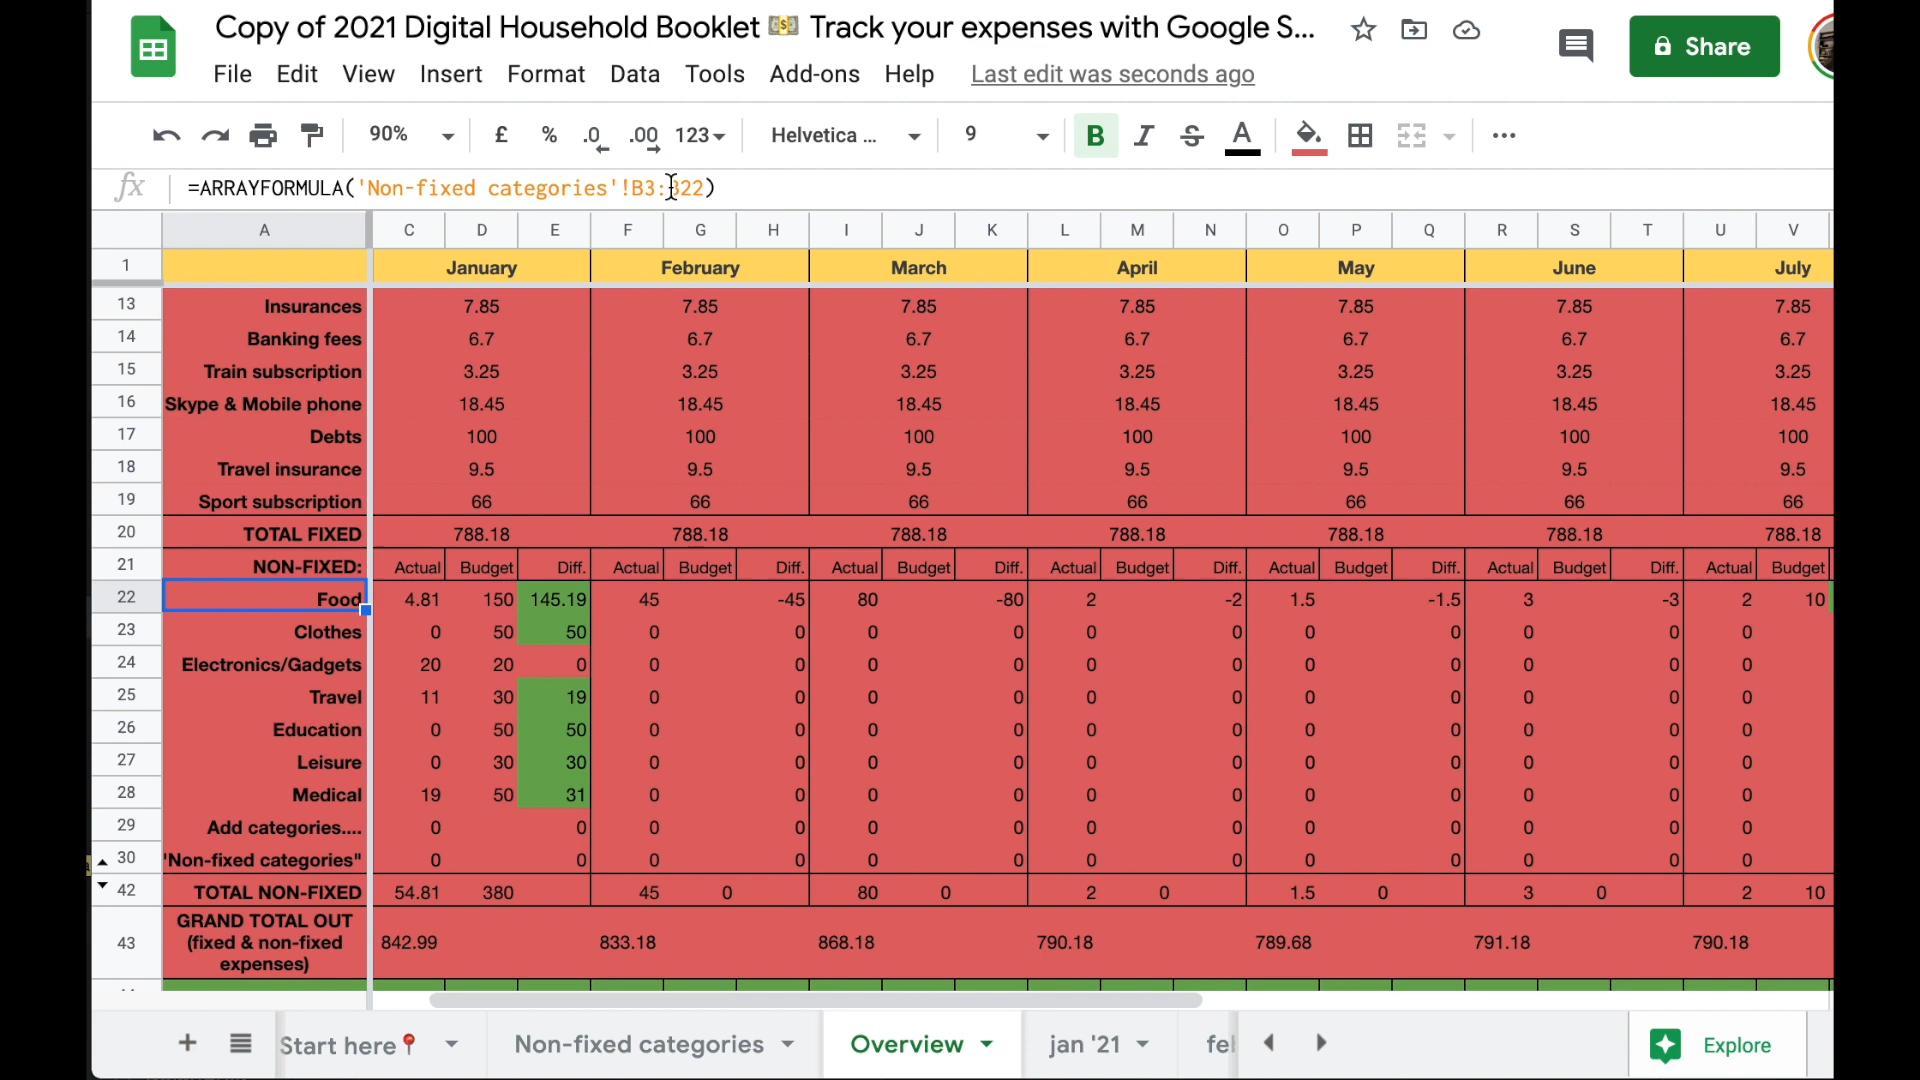 Copy of 2021 Digital Household Booklet 💵 Track your expenses with Google S...
Share
File Edit View Insert Format Data Tools Add-ons Help Last edit was seconds ago
90% £ % .0 .00 123 Helvetica ... 9 B I S A
fx =ARRAYFORMULA('Non-fixed categories'!B3:B22)
A C D E F G H I J K L M N O P Q R S T U V
1 January February March April May June July
13 Insurances 7.85 7.85 7.85 7.85 7.85 7.85 7.85
14 Banking fees 6.7 6.7 6.7 6.7 6.7 6.7 6.7
15 Train subscription 3.25 3.25 3.25 3.25 3.25 3.25 3.25
16 Skype & Mobile phone 18.45 18.45 18.45 18.45 18.45 18.45 18.45
17 Debts 100 100 100 100 100 100 100
18 Travel insurance 9.5 9.5 9.5 9.5 9.5 9.5 9.5
19 Sport subscription 66 66 66 66 66 66 66
20 TOTAL FIXED 788.18 788.18 788.18 788.18 788.18 788.18 788.18
21 NON-FIXED: Actual Budget Diff. Actual Budget Diff. Actual Budget Diff. Actual Budget Diff. Actual Budget Diff. Actual Budget Diff. Actual Budget
22 Food 4.81 150 145.19 45 -45 80 -80 2 -2 1.5 -1.5 3 -3 2 10
23 Clothes 0 50 50 0 0 0 0 0 0 0 0 0 0 0
24 Electronics/Gadgets 20 20 0 0 0 0 0 0 0 0 0 0 0 0
25 Travel 11 30 19 0 0 0 0 0 0 0 0 0 0 0
26 Education 0 50 50 0 0 0 0 0 0 0 0 0 0 0
27 Leisure 0 30 30 0 0 0 0 0 0 0 0 0 0 0
28 Medical 19 50 31 0 0 0 0 0 0 0 0 0 0 0
29 Add categories.... 0 0 0 0 0 0 0 0 0 0 0 0 0
30 "Non-fixed categories" 0 0 0 0 0 0 0 0 0 0 0 0 0
42 TOTAL NON-FIXED 54.81 380 45 0 80 0 2 0 1.5 0 3 0 2 10
GRAND TOTAL OUT
43 (fixed & non-fixed 842.99 833.18 868.18 790.18 789.68 791.18 790.18
expenses)
Start here📍 Non-fixed categories Overview jan '21 fe Explore